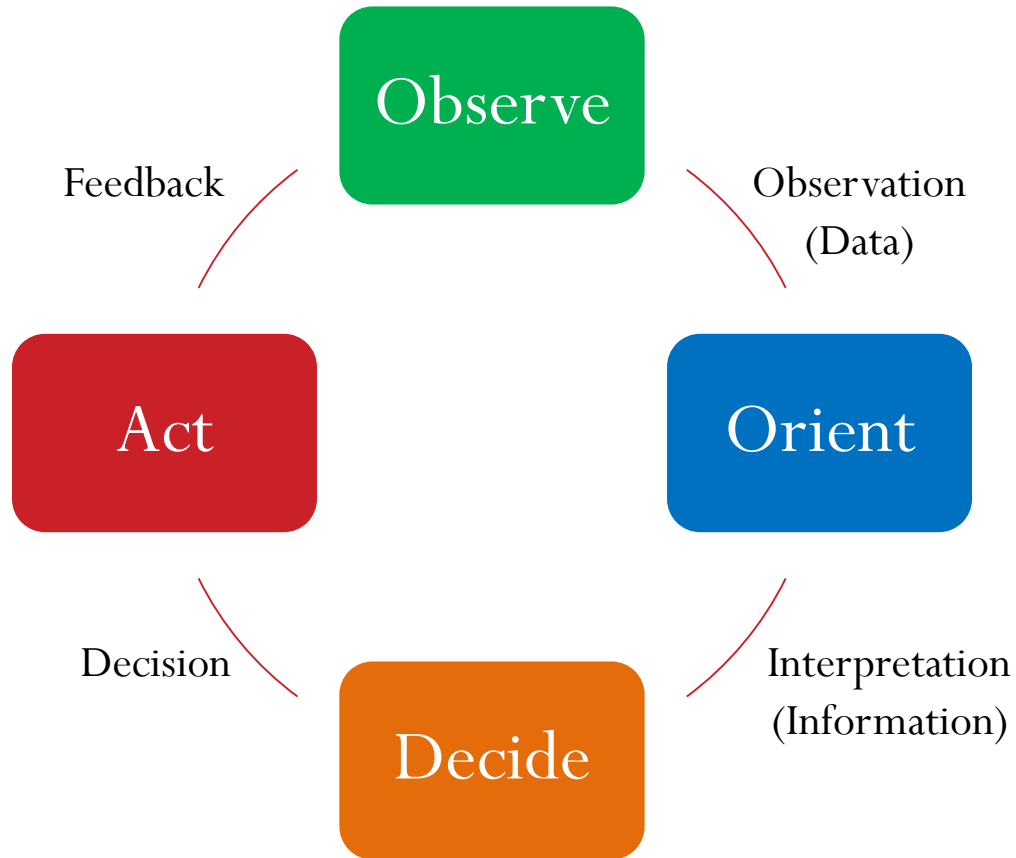 Observe
Feedback
Observation
(Data)
Act
Orient
Decision
Interpretation
(Information)
Decide